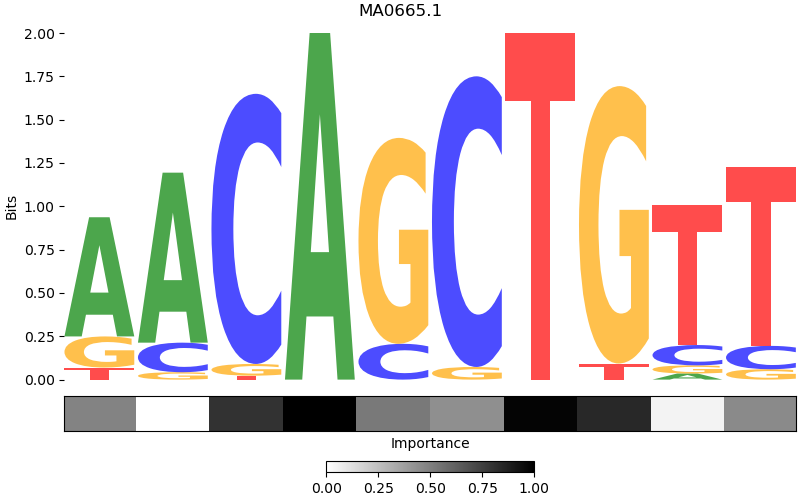 MA0665.1
2.00
1.75
1.50
1.25
1.00
0.75
0.50
0.25
0.00
Bits
A G T
A C G
C G T
A
G C
C G
T
G T
T C G A
T C G
Importance
0.00 0.25 0.50 0.75 1.00